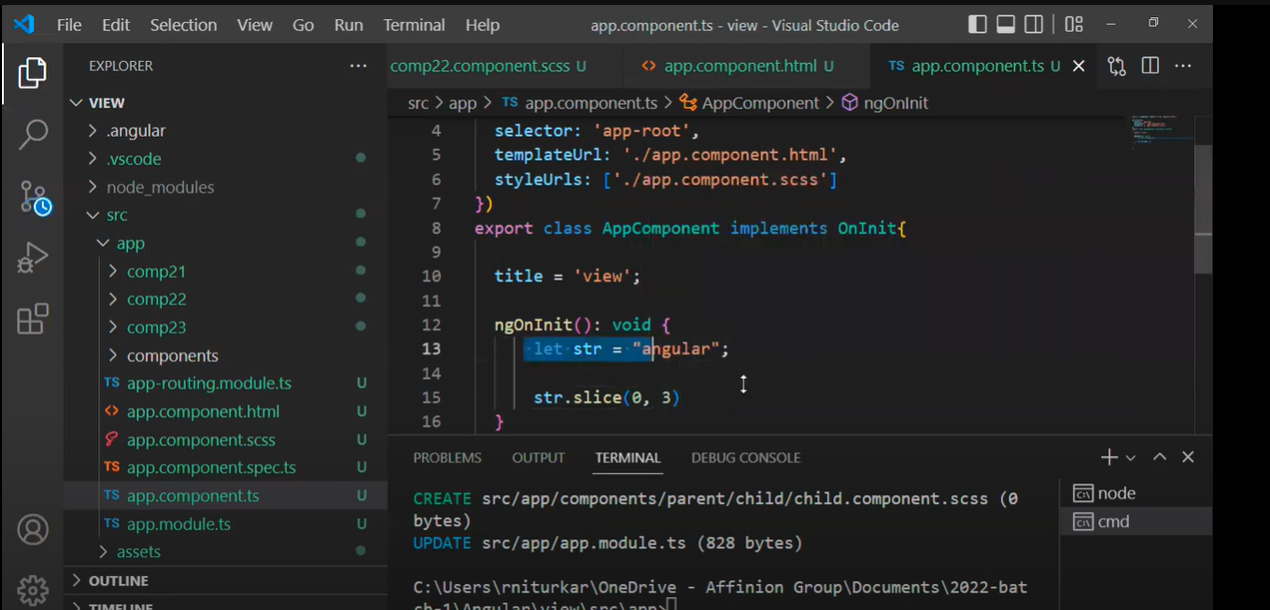 File Edit Selection View Go Run Terminal Help app.component.ts - view - Visual Studio Code
EXPLORER ···
comp22.component.scss U <> app.component.html U TS app.component.ts U
src > app > TS app.component.ts > AppComponent > ngOnInit
VIEW
.angular
.vscode
node_modules
src
app
comp21
comp22
comp23
components
TS app-routing.module.ts U
<> app.component.html U
app.component.scss U
TS app.component.spec.ts U
TS app.component.ts U
TS app.module.ts U
assets
OUTLINE
TIMELINE
4 selector: 'app-root',
5 templateUrl: './app.component.html',
6 styleUrls: ['./app.component.scss']
7 })
8 export class AppComponent implements OnInit{
9
10 title = 'view';
11
12 ngOnInit(): void {
13 let str = "angular";
14
15 str.slice(0, 3)
16 }
PROBLEMS OUTPUT TERMINAL DEBUG CONSOLE
CREATE src/app/components/parent/child/child.component.scss (0
bytes)
UPDATE src/app/app.module.ts (828 bytes)
C:\Users\rniturkar\OneDrive - Affinion Group\Documents\2022-bat
ch-1\Angular\view\src\app>
node
cmd